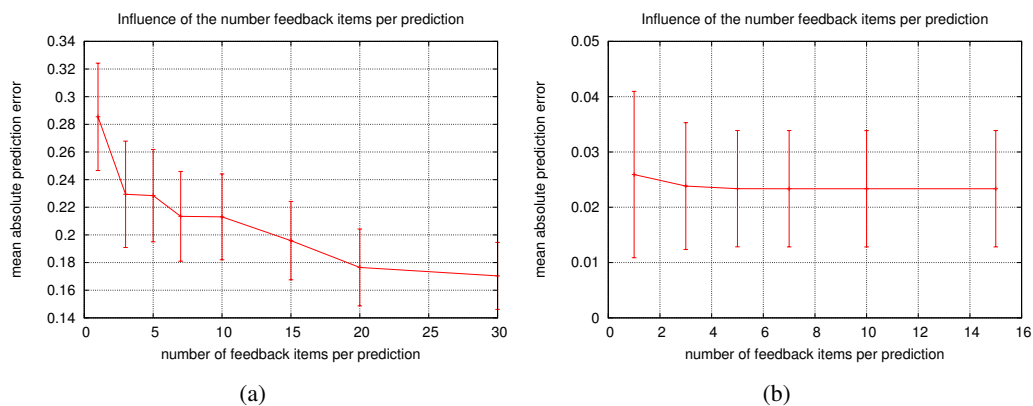 Influence of the number feedback items per prediction
0.34
0.32
0.3
0.28
0.26
0.24
0.22
0.2
0.18
0.16
0.14
mean absolute prediction error
0 5 10 15 20 25 30
number of feedback items per prediction
(a)
Influence of the number feedback items per prediction
0.05
0.04
0.03
0.02
0.01
0
mean absolute prediction error
0 2 4 6 8 10 12 14 16
number of feedback items per prediction
(b)